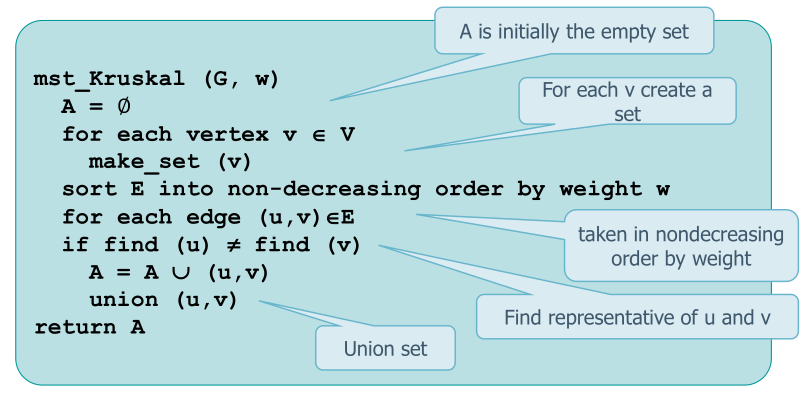 A is initially the empty set
mst_Kruskal (G, w)
A = ∅
For each v create a
set
for each vertex v ∈ V
make_set (v)
sort E into non-decreasing order by weight w
for each edge (u,v)∈E
taken in nondecreasing
order by weight
if find (u) ≠ find (v)
A = A ∪ (u,v)
union (u,v)
Find representative of u and v
return A
Union set